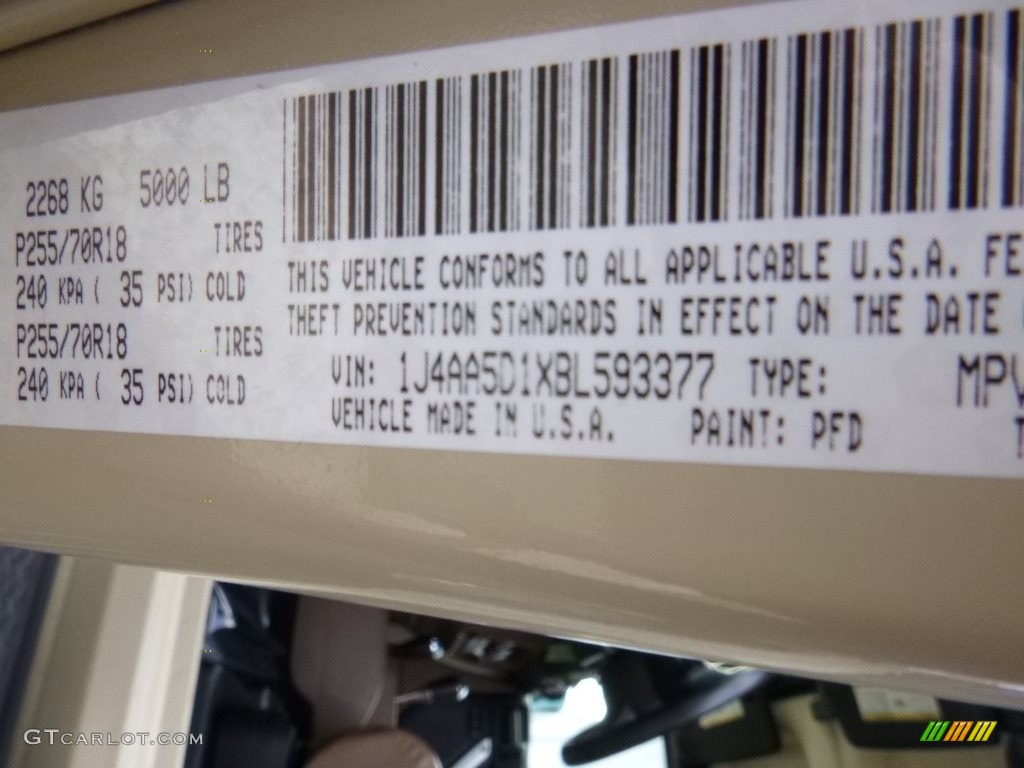 2268 KG 5000 LB
P255/70R18 TIRES
240 KPA ( 35 PSI) COLD
P255/70R18 TIRES
240 KPA ( 35 PSI) COLD
THIS VEHICLE CONFORMS TO ALL APPLICABLE U.S.A. FE
THEFT PREVENTION STANDARDS IN EFFECT ON THE DATE
VIN: 1J4AA5D1XBL593377 TYPE: MPV
VEHICLE MADE IN U.S.A. PAINT: PFD T
GTCARLOT.COM